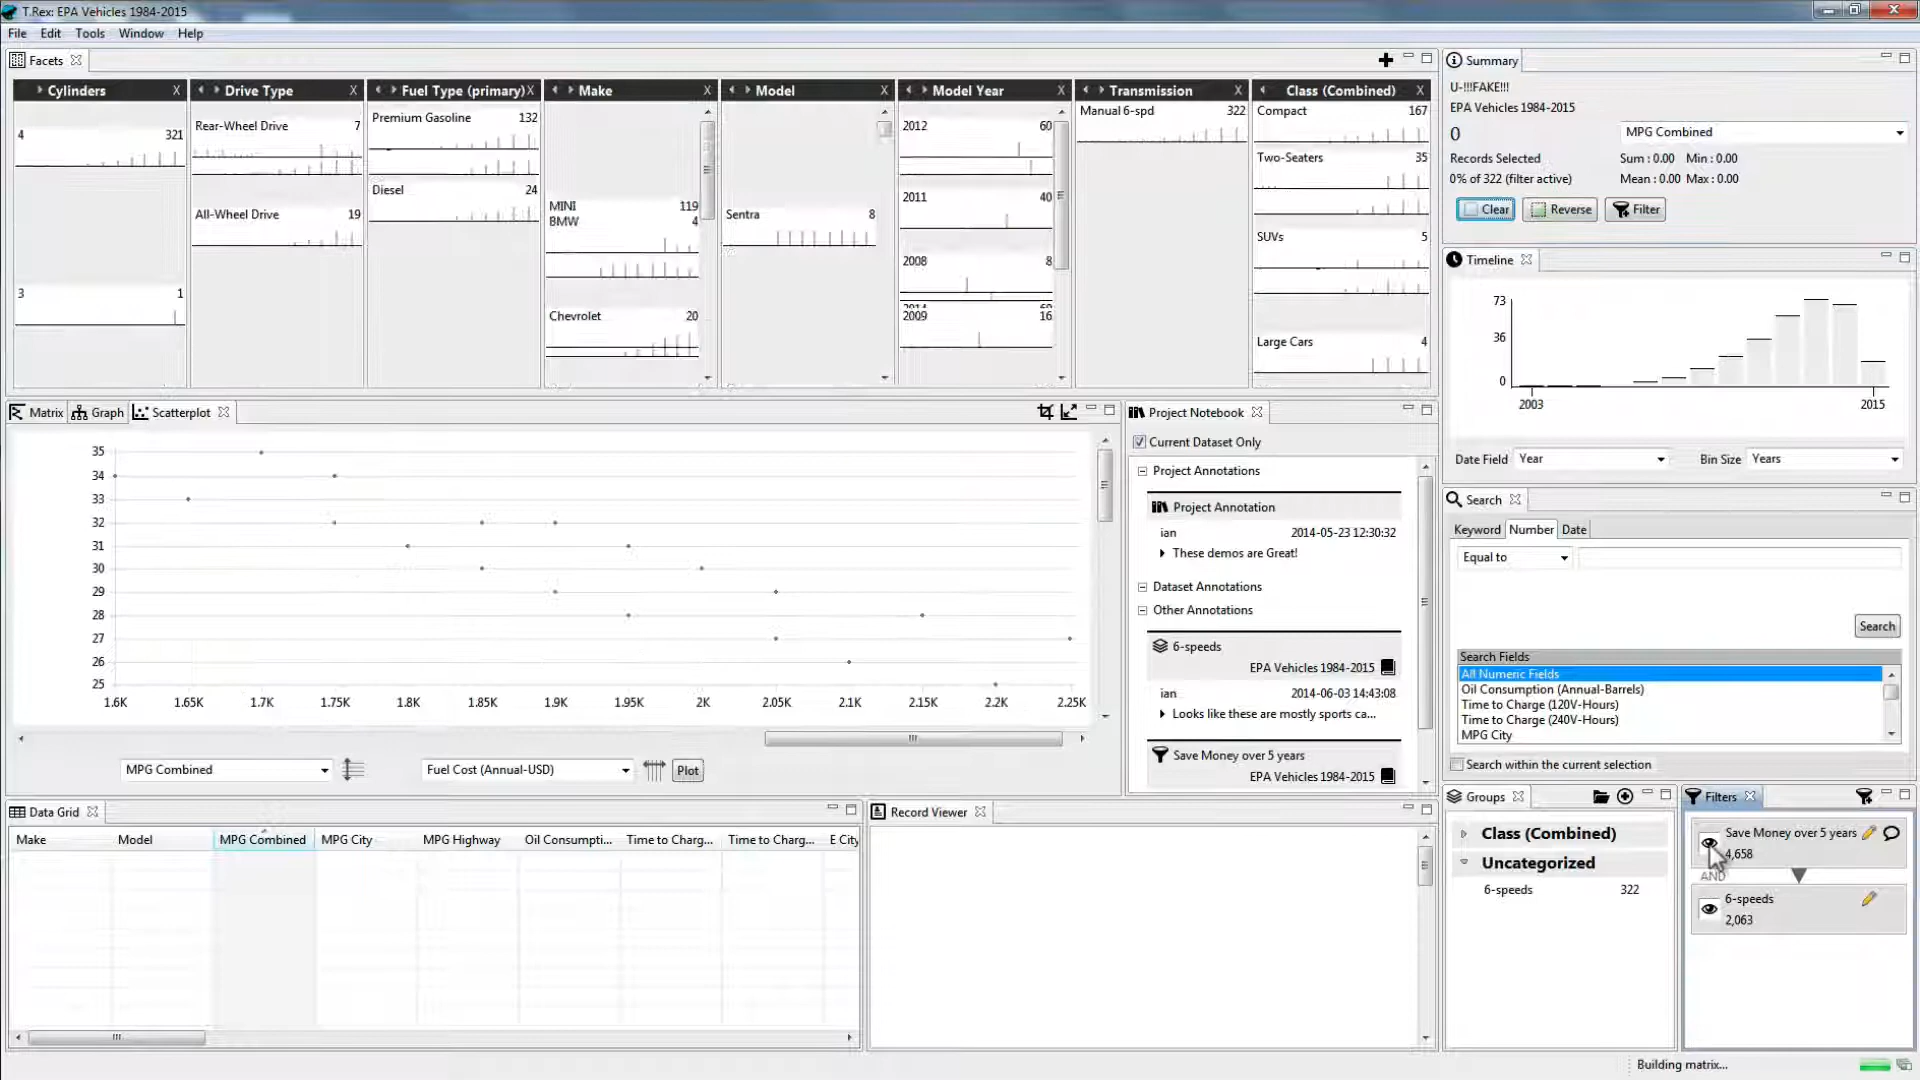 T.Rex: EPA Vehicles 1984-2015
File Edit Tools Window Help
Facets
Cylinders X
4 321
3 1
Drive Type X
Rear-Wheel Drive 7
All-Wheel Drive 19
Fuel Type (primary) X
Premium Gasoline 132
Diesel 24
Make X
MINI 119
BMW 4
Chevrolet 20
Model X
Sentra 8
Model Year X
2012 60
2011 40
2008 8
2009 16
Transmission X
Manual 6-spd 322
Class (Combined) X
Compact 167
Two-Seaters 35
SUVs 5
Large Cars 4
Summary
U-!!!FAKE!!!
EPA Vehicles 1984-2015
0 MPG Combined
Records Selected Sum : 0.00 Min : 0.00
0% of 322 (filter active) Mean : 0.00 Max : 0.00
Clear Reverse Filter
Timeline
73
36
0
2003 2015
Date Field Year Bin Size Years
Matrix Graph Scatterplot
35
34
33
32
31
30
29
28
27
26
25
1.6K 1.65K 1.7K 1.75K 1.8K 1.85K 1.9K 1.95K 2K 2.05K 2.1K 2.15K 2.2K 2.25K
MPG Combined Fuel Cost (Annual-USD) Plot
Project Notebook
Current Dataset Only
Project Annotations
Project Annotation
ian 2014-05-23 12:30:32
These demos are Great!
Dataset Annotations
Other Annotations
6-speeds
EPA Vehicles 1984-2015
ian 2014-06-03 14:43:08
Looks like these are mostly sports ca...
Save Money over 5 years
EPA Vehicles 1984-2015
Search
Keyword Number Date
Equal to
Search
Search Fields
All Numeric Fields
Oil Consumption (Annual-Barrels)
Time to Charge (120V-Hours)
Time to Charge (240V-Hours)
MPG City
Search within the current selection
Data Grid
Make Model MPG Combined MPG City MPG Highway Oil Consumpti... Time to Charg... Time to Charg... E City
Record Viewer
Groups
Class (Combined)
Uncategorized
6-speeds 322
Filters
Save Money over 5 years
4,658
AND
6-speeds
2,063
Building matrix...